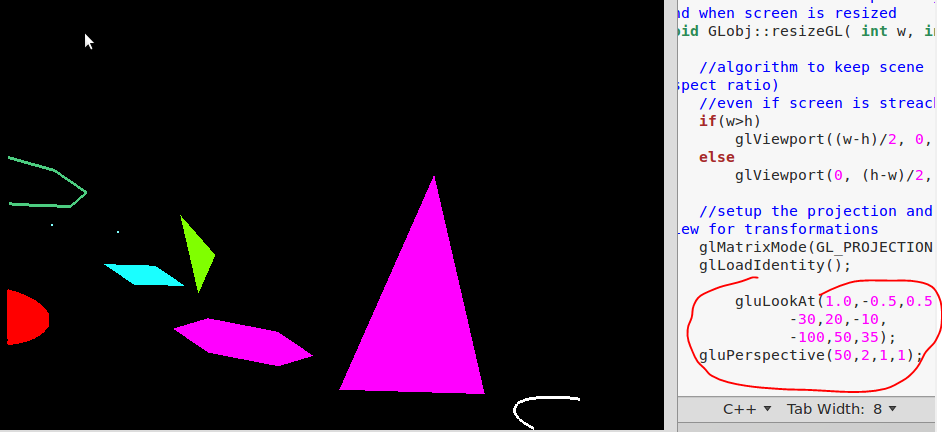 nd when screen is resized
oid GLobj::resizeGL( int w, in
//algorithm to keep scene
spect ratio)
//even if screen is streac
if(w>h)
glViewport((w-h)/2, 0,
else
glViewport(0, (h-w)/2,
//setup the projection and
iew for transformations
glMatrixMode(GL_PROJECTION
glLoadIdentity();
gluLookAt(1.0,-0.5,0.5
-30,20,-10,
-100,50,35);
gluPerspective(50,2,1,1);
C++ Tab Width: 8